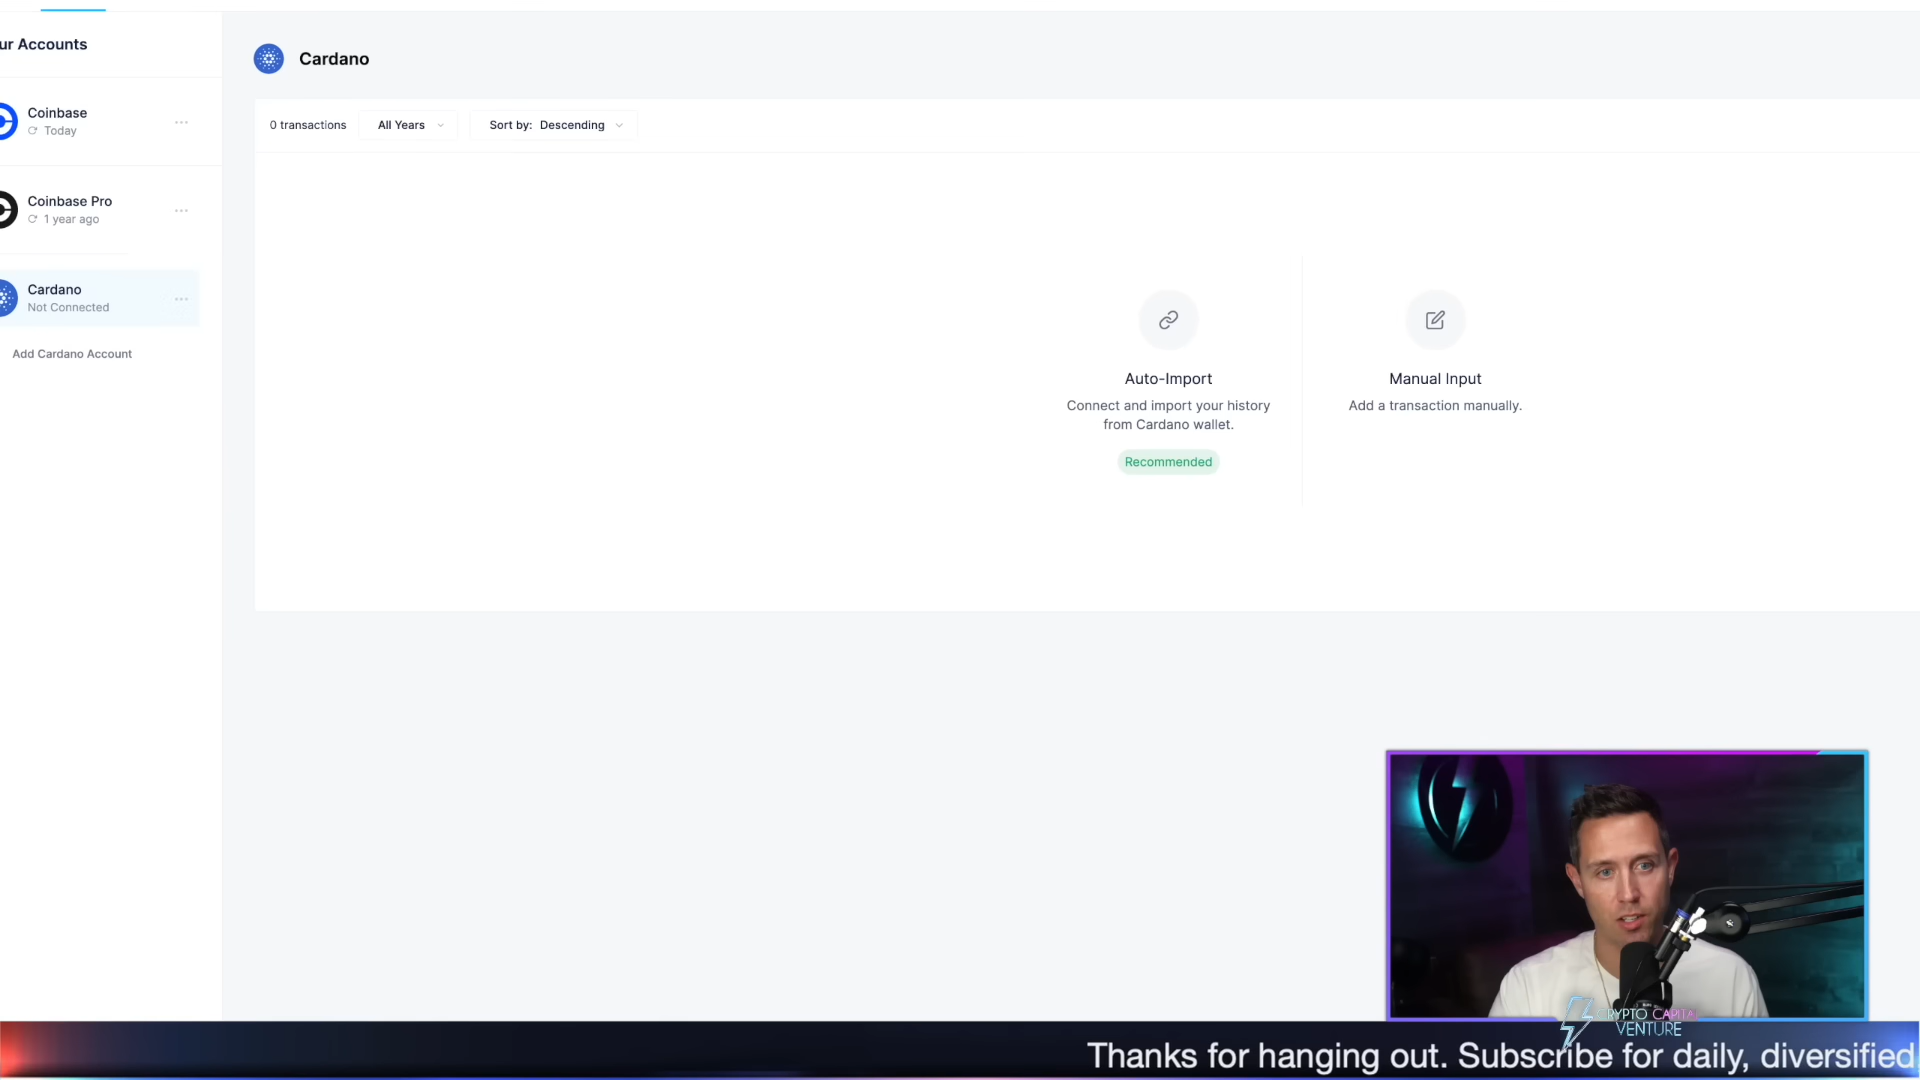 ur Accounts
Coinbase
Today
Coinbase Pro
1 year ago
Cardano
Not Connected
Add Cardano Account
Cardano
0 transactions
All Years
Sort by: Descending
Auto-Import
Connect and import your history
from Cardano wallet.
Recommended
Manual Input
Add a transaction manually.
CRYPTO CAPITAL
VENTURE
Thanks for hanging out. Subscribe for daily, diversified